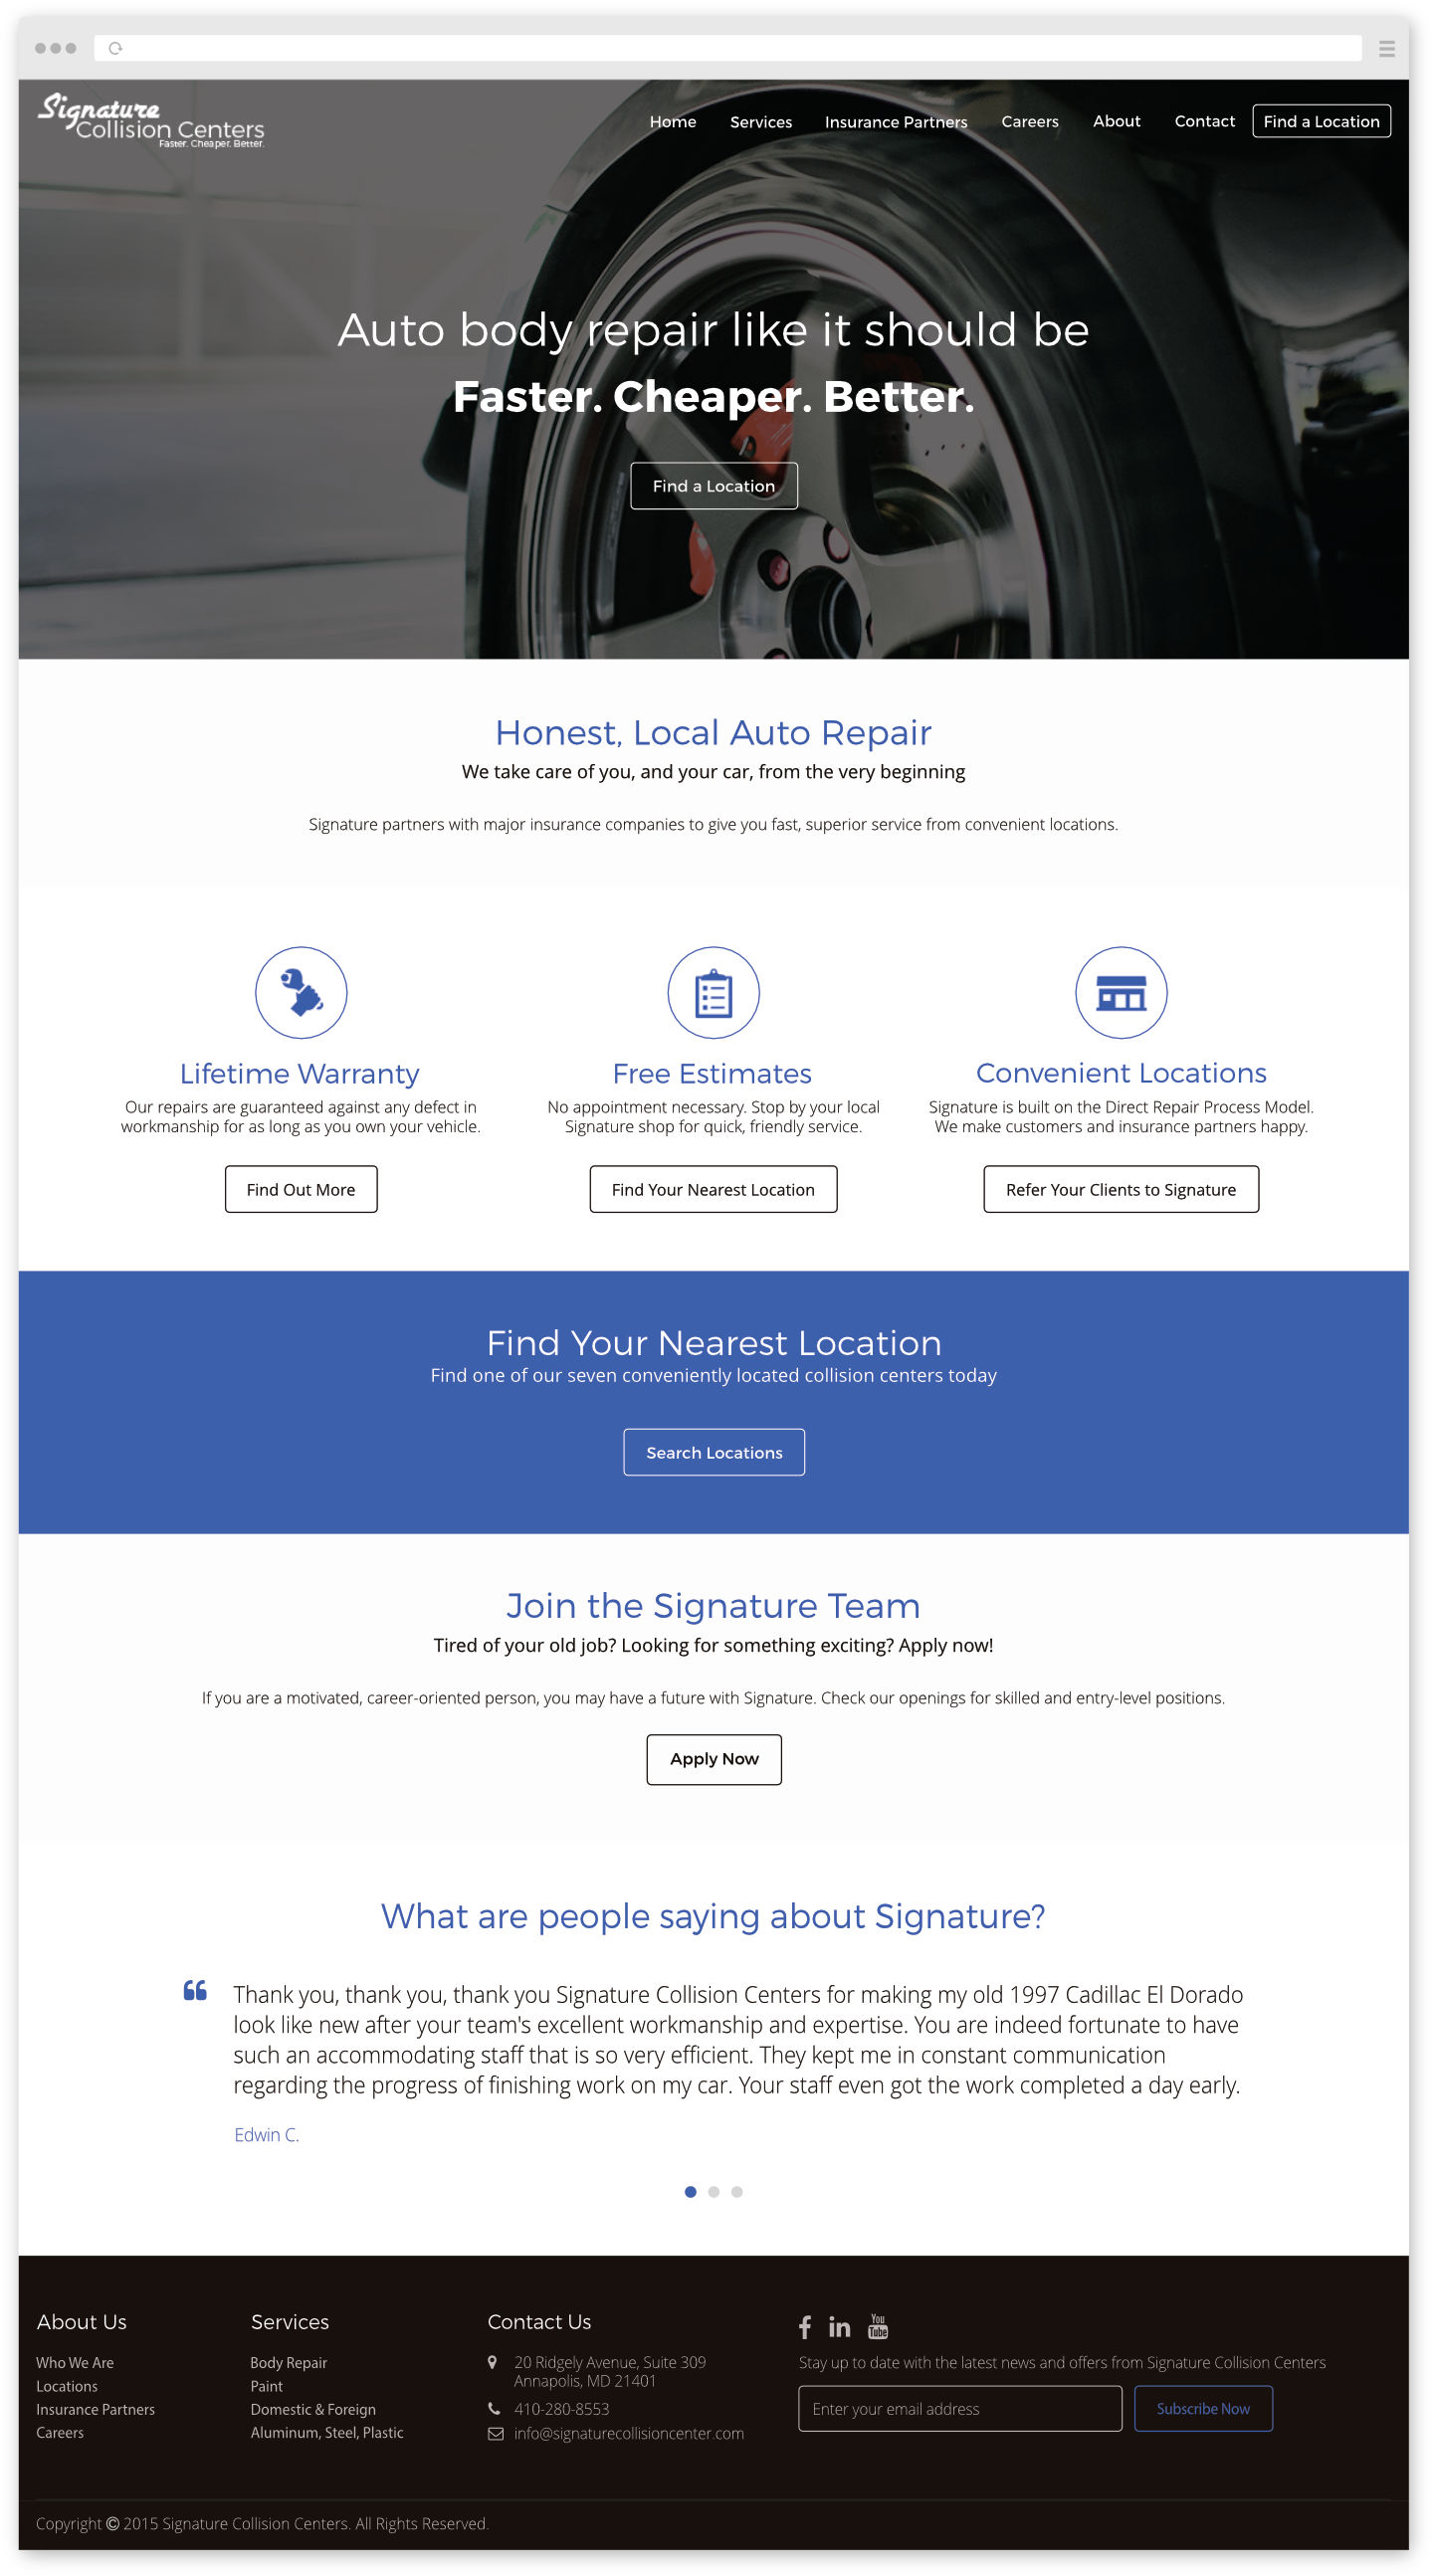 Signature
Collision Centers
Faster. Cheaper. Better.
Home Services Insurance Partners Careers About Contact Find a Location
Auto body repair like it should be
Faster. Cheaper. Better.
Find a Location
Honest, Local Auto Repair
We take care of you, and your car, from the very beginning
Signature partners with major insurance companies to give you fast, superior service from convenient locations.
Lifetime Warranty
Our repairs are guaranteed against any defect in
workmanship for as long as you own your vehicle.
Find Out More
Free Estimates
No appointment necessary. Stop by your local
Signature shop for quick, friendly service.
Find Your Nearest Location
Convenient Locations
Signature is built on the Direct Repair Process Model.
We make customers and insurance partners happy.
Refer Your Clients to Signature
Find Your Nearest Location
Find one of our seven conveniently located collision centers today
Search Locations
Join the Signature Team
Tired of your old job? Looking for something exciting? Apply now!
If you are a motivated, career-oriented person, you may have a future with Signature. Check our openings for skilled and entry-level positions.
Apply Now
What are people saying about Signature?
“ Thank you, thank you, thank you Signature Collision Centers for making my old 1997 Cadillac El Dorado
look like new after your team's excellent workmanship and expertise. You are indeed fortunate to have
such an accommodating staff that is so very efficient. They kept me in constant communication
regarding the progress of finishing work on my car. Your staff even got the work completed a day early.
Edwin C.
About Us
Who We Are
Locations
Insurance Partners
Careers
Services
Body Repair
Paint
Domestic & Foreign
Aluminum, Steel, Plastic
Contact Us
20 Ridgely Avenue, Suite 309
Annapolis, MD 21401
410-280-8553
info@signaturecollisioncenter.com
f in You Tube
Stay up to date with the latest news and offers from Signature Collision Centers
Enter your email address
Subscribe Now
Copyright © 2015 Signature Collision Centers. All Rights Reserved.